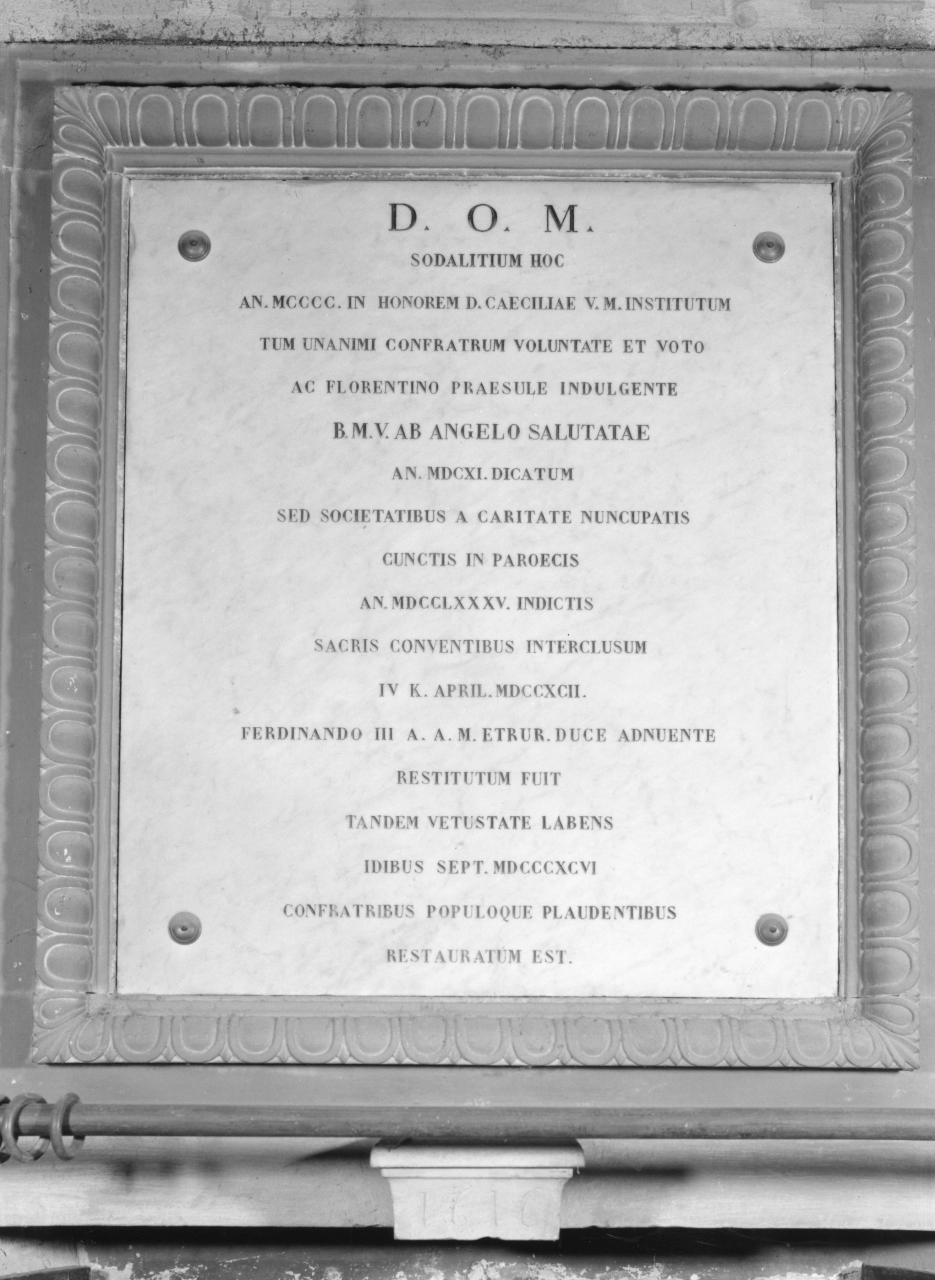 D. O. M.
SODALITIUM HOC
AN. MCCCC. IN HONOREM D. CAECILIAE V. M. INSTITUTUM
TUM UNANIMI CONFRATRUM VOLUNTATE ET VOTO
AC FLORENTINO PRAESULE INDULGENTE
B.M.V. AB ANGELO SALUTATAE
AN. MDCXI. DICATUM
SED SOCIETATIBUS A CARITATE NUNCUPATIS
CUNCTIS IN PAROECIS
AN. MDCCLXXXV. INDICTIS
SACRIS CONVENTIBUS INTERCLUSUM
IV K. APRIL. MDCCXCII.
FERDINANDO III A. A. M. ETRUR. DUCE ADNUENTE
RESTITUTUM FUIT
TANDEM VETUSTATE LABENS
IDIBUS SEPT. MDCCCXCVI
CONFRATRIBUS POPULOQUE PLAUDENTIBUS
RESTAURATUM EST.
1610